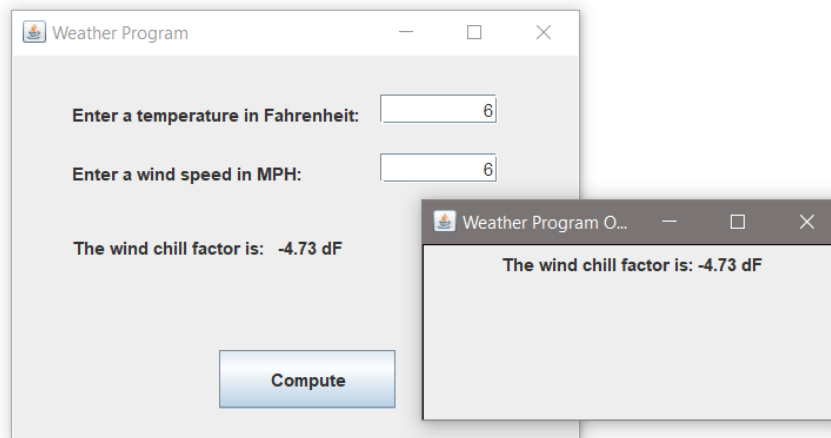 Weather Program
Enter a temperature in Fahrenheit: 6
Enter a wind speed in MPH: 6
The wind chill factor is: -4.73 dF
Compute
Weather Program O...
The wind chill factor is: -4.73 dF